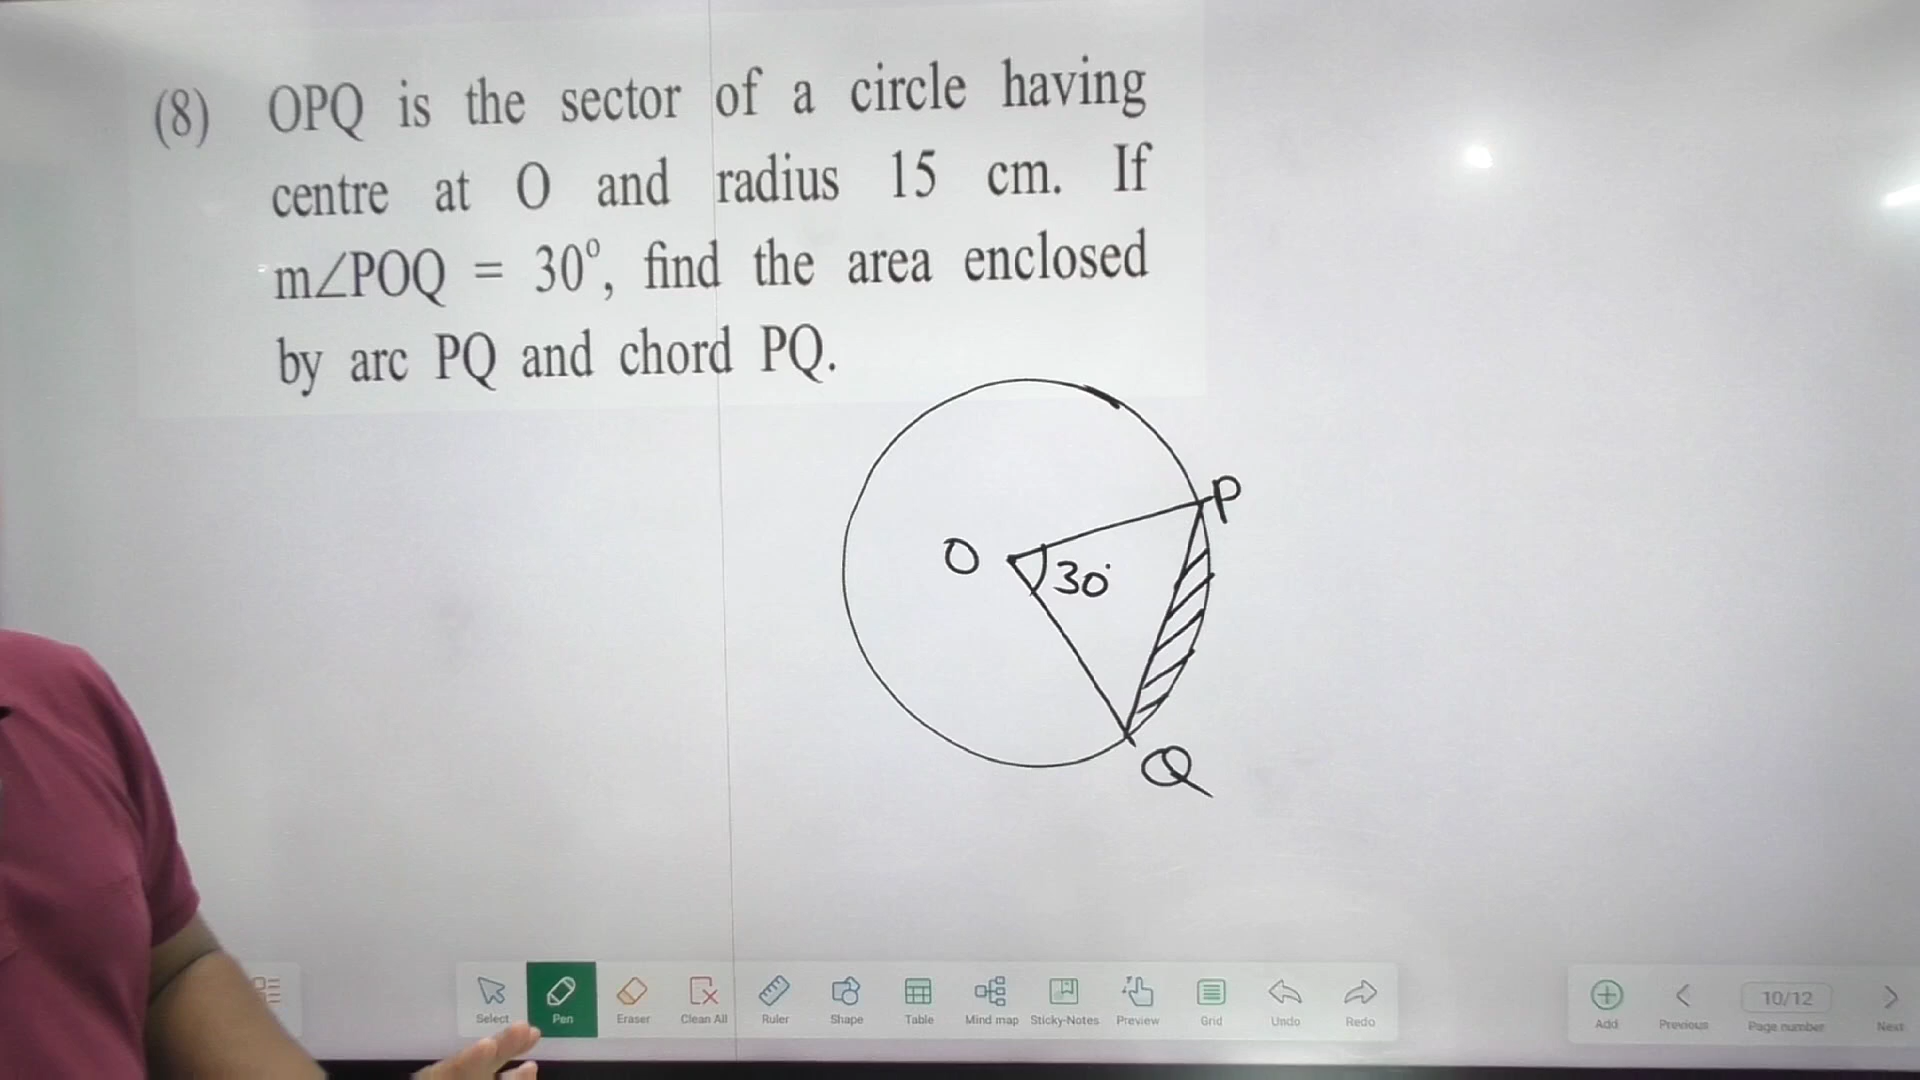 (8) OPQ is the sector of a circle having
centre at O and radius 15 cm. If
m∠POQ = 30°, find the area enclosed
by arc PQ and chord PQ.
P
O
30°
Q
Select
Pen
Eraser
Clean All
Ruler
Shape
Table
Mind map
Sticky-Notes
Preview
Grid
Undo
Redo
Add
Previous
10/12
Page number
Next